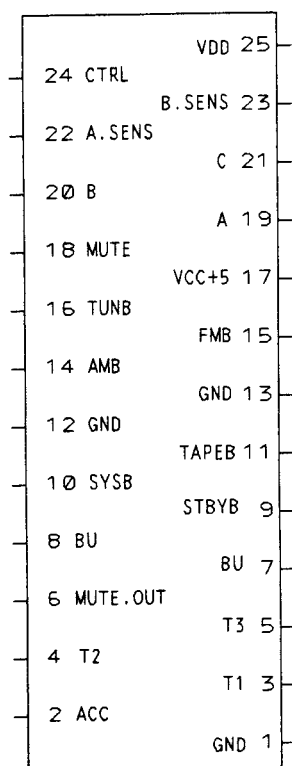 VDD 25
24 CTRL
B.SENS 23
22 A.SENS
C 21
20 B
A 19
18 MUTE
VCC+5 17
16 TUNB
FMB 15
14 AMB
GND 13
12 GND
TAPEB 11
10 SYSB
STBYB 9
8 BU
BU 7
6 MUTE.OUT
T3 5
4 T2
T1 3
2 ACC
GND 1